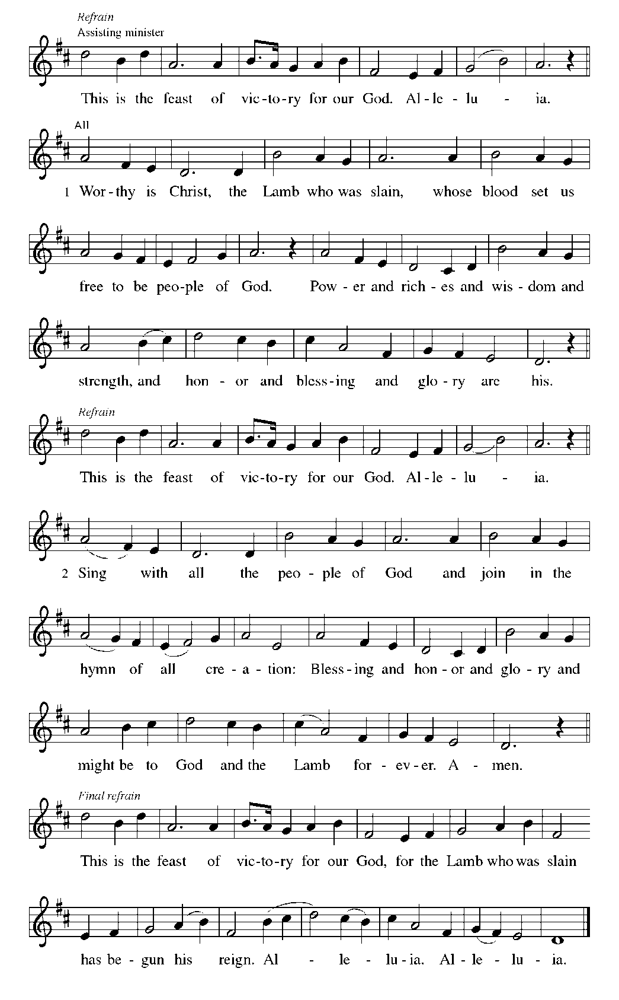 Refrain
Assisting minister
This is the feast of vic-to-ry for our God. Al-le - lu - ia.
All
1 Wor-thy is Christ, the Lamb who was slain, whose blood set us
free to be peo-ple of God. Pow - er and rich - es and wis - dom and
strength, and hon - or and bless-ing and glo - ry are his.
Refrain
This is the feast of vic-to-ry for our God. Al-le - lu - ia.
2 Sing with all the peo - ple of God and join in the
hymn of all cre - a - tion: Bless-ing and hon - or and glo - ry and
might be to God and the Lamb for - ev-er. A - men.
Final refrain
This is the feast of vic-to-ry for our God, for the Lamb who was slain
has be - gun his reign. Al - le - lu-ia. Al - le - lu - ia.